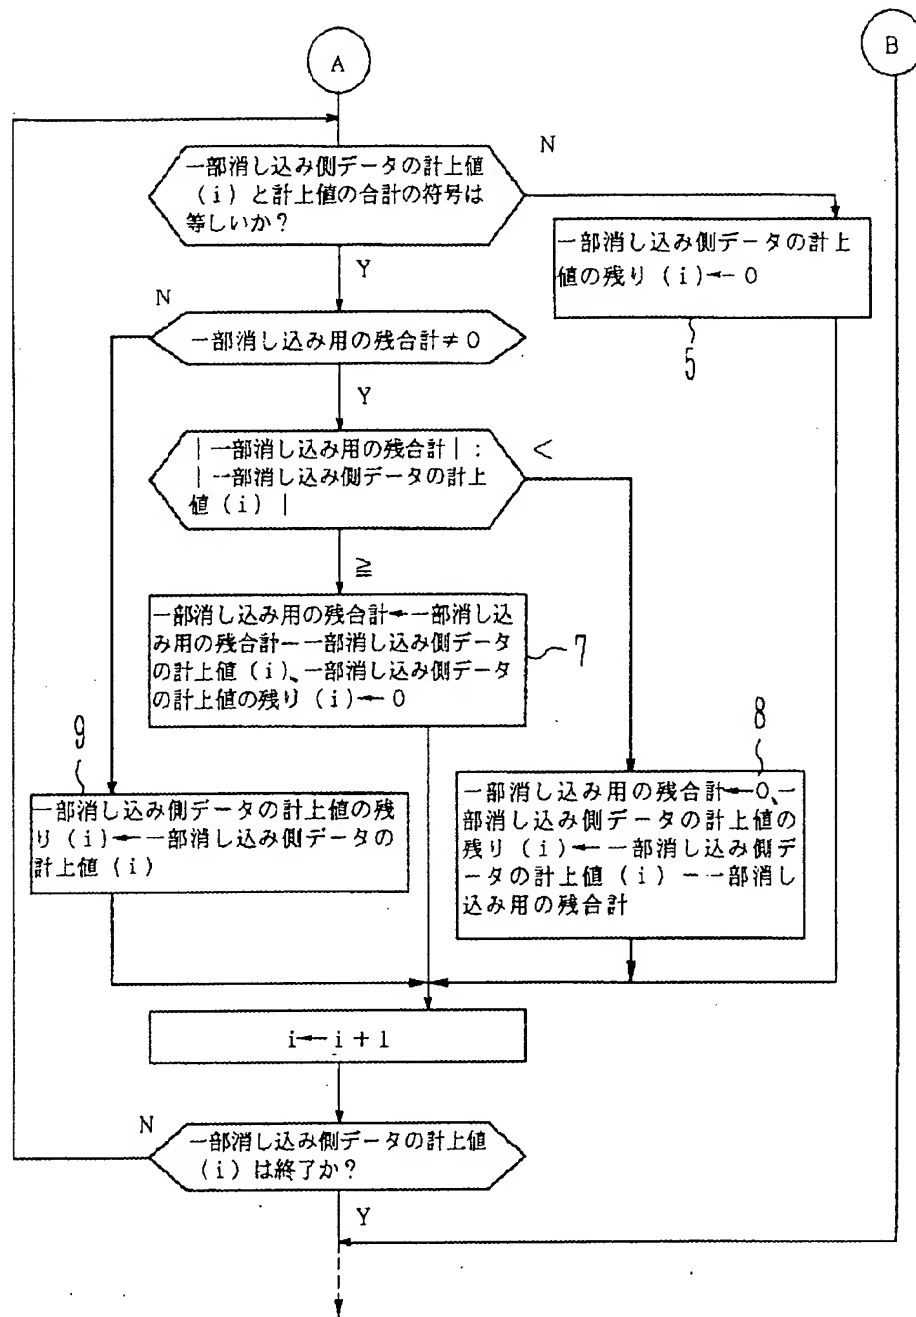 A
B
一部消し込み側データの計上値
(i)と計上値の合計の符号は
等しいか?
N
Y
一部消し込み側データの計上
値の残り(i)←0
5
N
一部消し込み用の残合計≠0
Y
|一部消し込み用の残合計|:
|一部消し込み側データの計上
値(i)|
<
≧
一部消し込み用の残合計←一部消し込
み用の残合計−一部消し込み側データ
の計上値(i)、一部消し込み側データ
の計上値の残り(i)←0
7
9
一部消し込み側データの計上値の残
り(i)←一部消し込み側データの
計上値(i)
8
一部消し込み用の残合計←0、一
部消し込み側データの計上値の
残り(i)←一部消し込み側デ
ータの計上値(i)−一部消し
込み用の残合計
i←i+1
N
一部消し込み側データの計上値
(i)は終了か?
Y